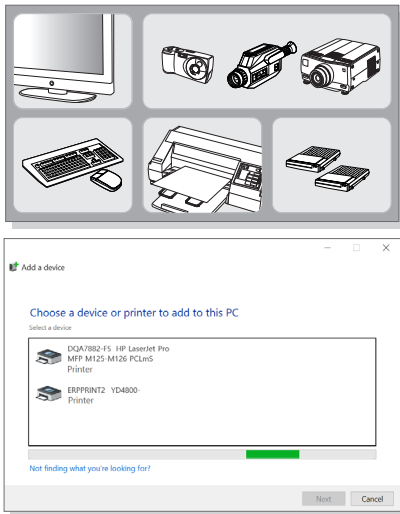 Add a device
Choose a device or printer to add to this PC
Select a device
DQA7882-F5 HP LaserJet Pro
MFP M125-M126 PCLmS
Printer
ERPPRINT2 YD4800-
Printer
Not finding what you're looking for?
Next Cancel